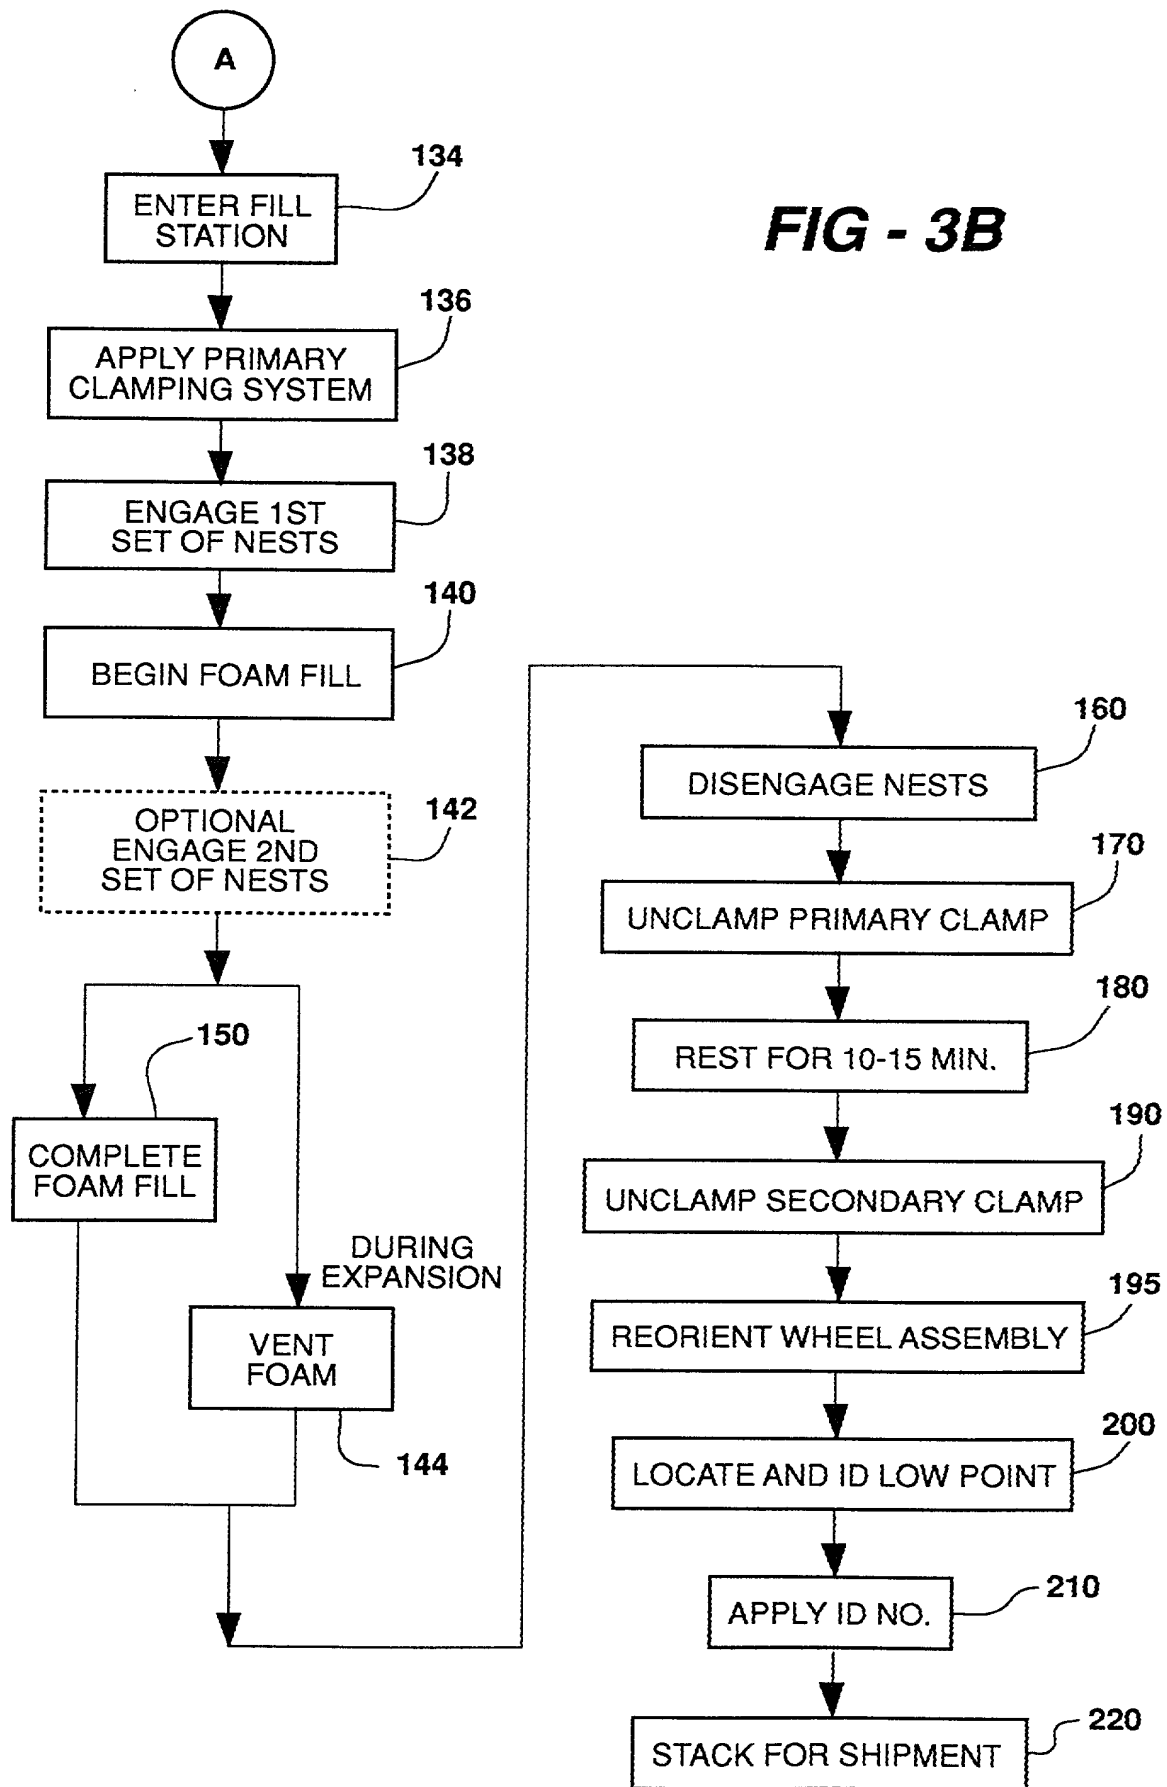 A
134
ENTER FILL
STATION
FIG - 3B
136
APPLY PRIMARY
CLAMPING SYSTEM
138
ENGAGE 1ST
SET OF NESTS
140
BEGIN FOAM FILL
142
OPTIONAL
ENGAGE 2ND
SET OF NESTS
150
COMPLETE
FOAM FILL
DURING
EXPANSION
VENT
FOAM
144
160
DISENGAGE NESTS
170
UNCLAMP PRIMARY CLAMP
180
REST FOR 10-15 MIN.
190
UNCLAMP SECONDARY CLAMP
195
REORIENT WHEEL ASSEMBLY
200
LOCATE AND ID LOW POINT
210
APPLY ID NO.
220
STACK FOR SHIPMENT